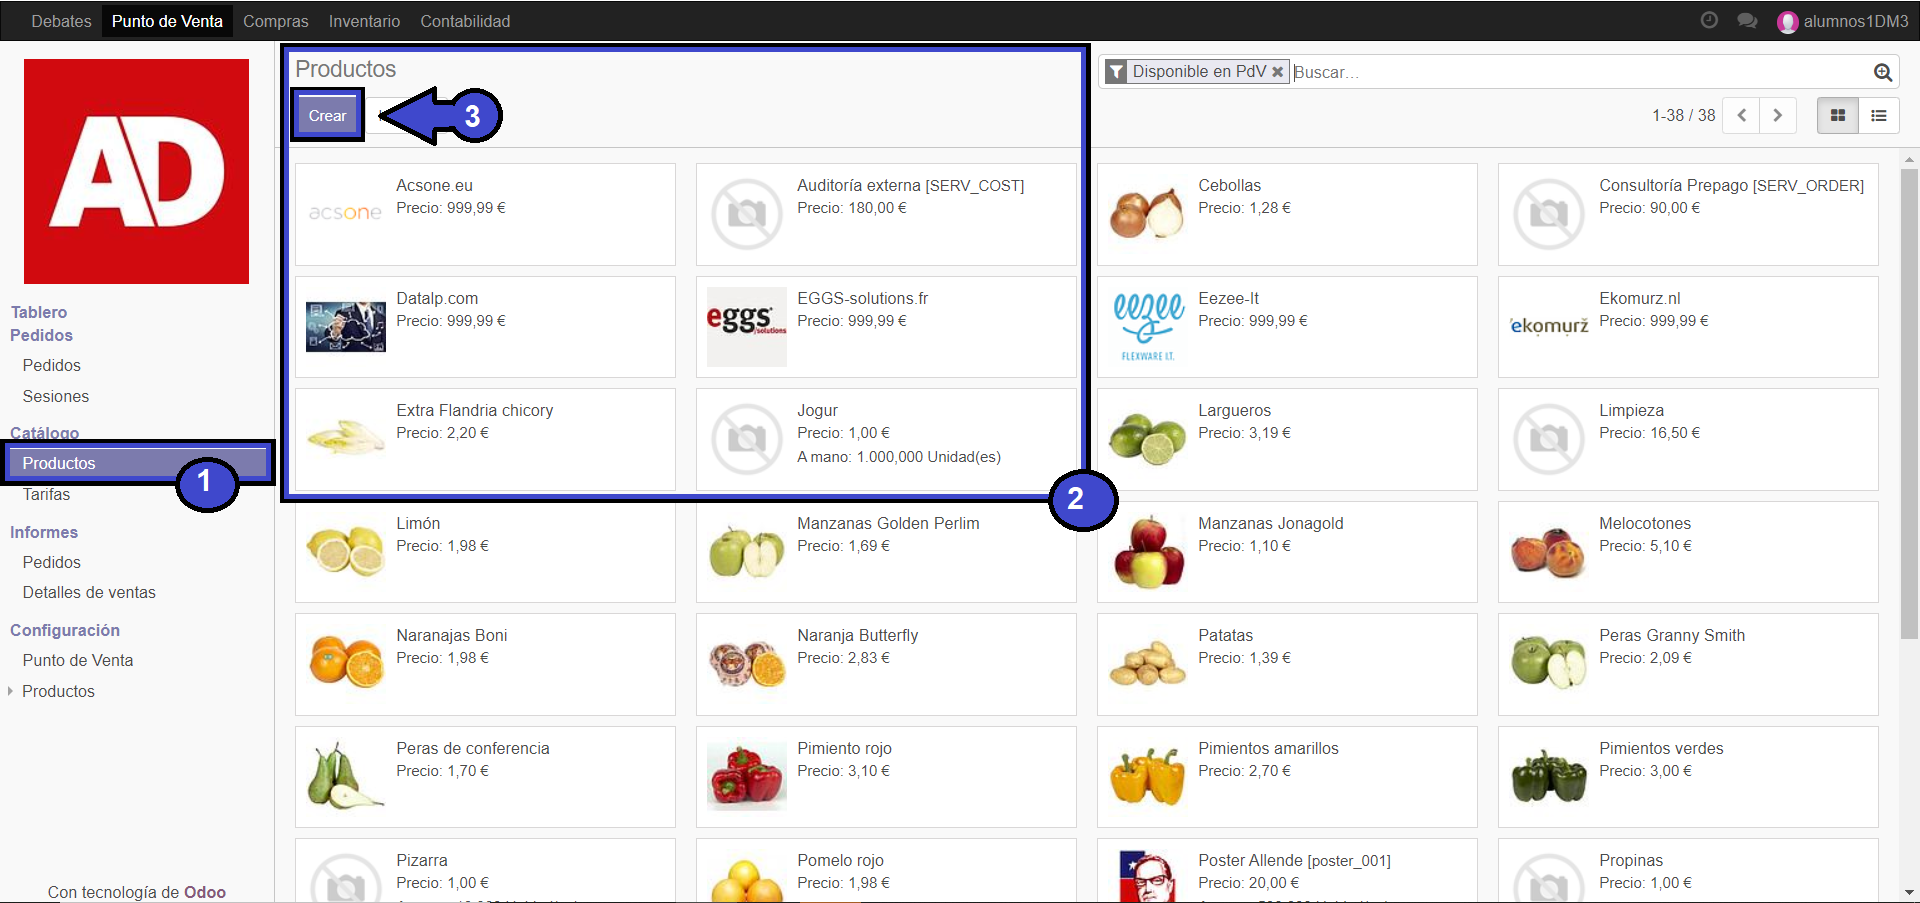 Debates Punto de Venta Compras Inventario Contabilidad alumnos1DM3
AD
Tablero
Pedidos
Pedidos
Sesiones
Catálogo
Productos
1
Tarifas
Informes
Pedidos
Detalles de ventas
Configuración
Punto de Venta
Productos
Con tecnología de Odoo
Productos
Crear
3
2
Disponible en PdV Buscar...
1-38 / 38
acsone
Acsone.eu
Precio: 999,99 €
Auditoría externa [SERV_COST]
Precio: 180,00 €
Cebollas
Precio: 1,28 €
Consultoría Prepago [SERV_ORDER]
Precio: 90,00 €
Datalp.com
Precio: 999,99 €
eggs
/solutions
EGGS-solutions.fr
Precio: 999,99 €
eezee
FLEXWARE I.T.
Eezee-It
Precio: 999,99 €
ekomurz
Ekomurz.nl
Precio: 999,99 €
Extra Flandria chicory
Precio: 2,20 €
Jogur
Precio: 1,00 €
A mano: 1.000,000 Unidad(es)
Largueros
Precio: 3,19 €
Limpieza
Precio: 16,50 €
Limón
Precio: 1,98 €
Manzanas Golden Perlim
Precio: 1,69 €
Manzanas Jonagold
Precio: 1,10 €
Melocotones
Precio: 5,10 €
Naranajas Boni
Precio: 1,98 €
Naranja Butterfly
Precio: 2,83 €
Patatas
Precio: 1,39 €
Peras Granny Smith
Precio: 2,09 €
Peras de conferencia
Precio: 1,70 €
Pimiento rojo
Precio: 3,10 €
Pimientos amarillos
Precio: 2,70 €
Pimientos verdes
Precio: 3,00 €
Pizarra
Precio: 1,00 €
Pomelo rojo
Precio: 1,98 €
Poster Allende [poster_001]
Precio: 20,00 €
Propinas
Precio: 1,00 €